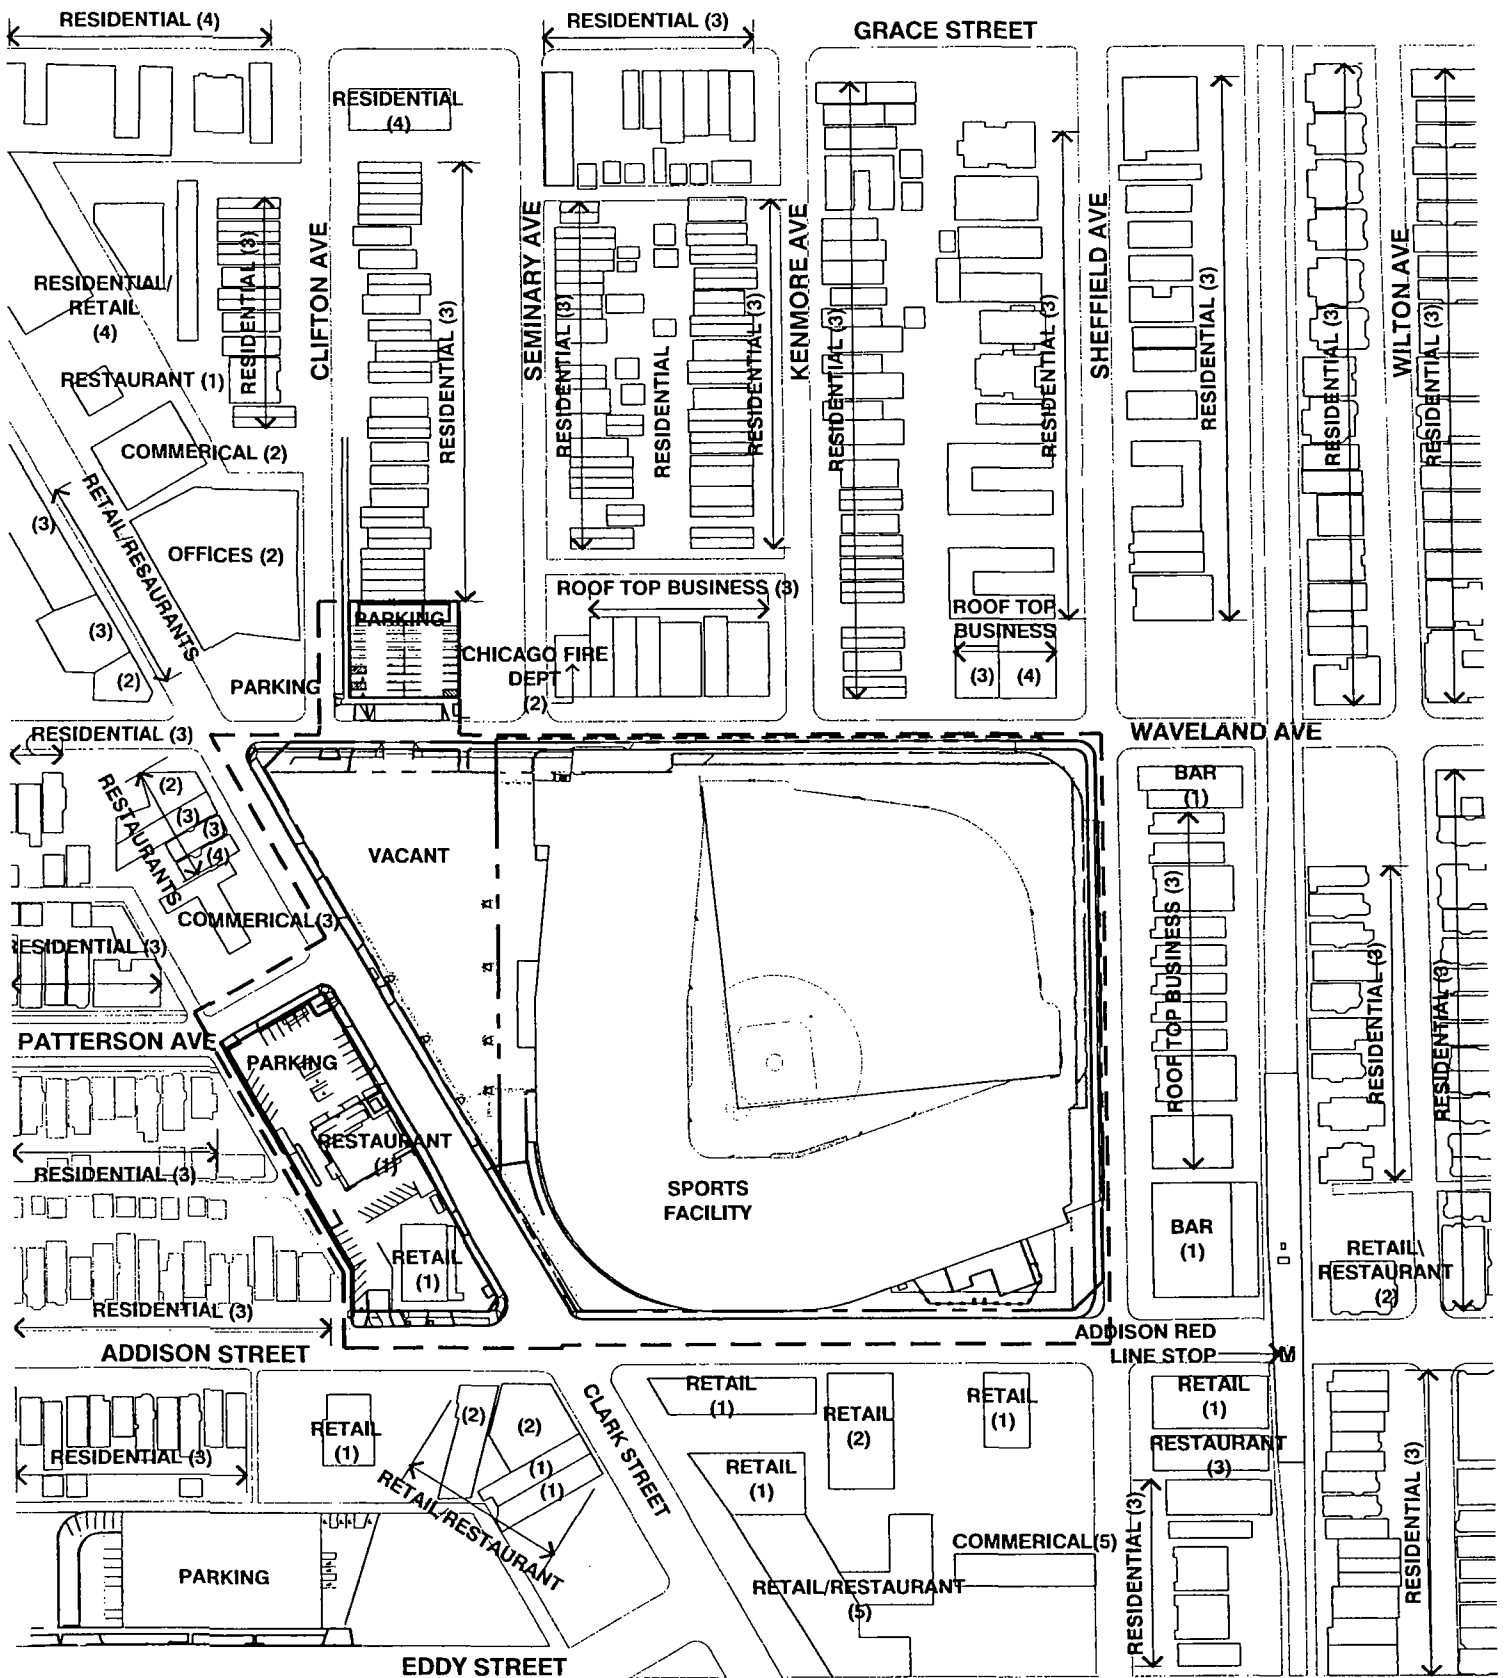 RESIDENTIAL (4)
RESIDENTIAL (3)
GRACE STREET
RESIDENTIAL
(4)
CLIFTON AVE
SEMINARY AVE
KENMORE AVE
SHEFFIELD AVE
WILTON AVE
RESIDENTIAL/
RETAIL
(4)
RESIDENTIAL (3)
RESIDENTIAL (3)
RESIDENTIAL (3)
RESIDENTIAL
RESIDENTIAL (3)
RESIDENTIAL (3)
RESIDENTIAL (3)
RESIDENTIAL (3)
RESIDENTIAL (3)
RESIDENTIAL (3)
RESTAURANT (1)
COMMERICAL (2)
RETAIL/RESAURANTS
(3)
OFFICES (2)
(3)
(2)
PARKING
PARKING
ROOF TOP BUSINESS (3)
CHICAGO FIRE
DEPT
(2)
ROOF TOP
BUSINESS
(3)
(4)
RESIDENTIAL (3)
WAVELAND AVE
RESTAURANTS
(2)
(3)
(3)
(4)
VACANT
BAR
(1)
COMMERICAL(3)
RESIDENTIAL (3)
ROOF TOP BUSINESS (3)
RESIDENTIAL (3)
RESIDENTIAL (3)
PATTERSON AVE
PARKING
RESTAURANT
(1)
RESIDENTIAL (3)
SPORTS
FACILITY
RETAIL
(1)
BAR
(1)
RETAIL\
RESTAURANT
(2)
RESIDENTIAL (3)
ADDISON STREET
ADDISON RED
LINE STOP
M
RETAIL
(1)
(2)
(2)
(1)
(1)
RETAIL/RESTAURANT
CLARK STREET
RETAIL
(1)
RETAIL
(2)
RETAIL
(1)
RETAIL
(1)
RESTAURANT
(3)
RESIDENTIAL (3)
RETAIL
(1)
RESIDENTIAL (3)
RESIDENTIAL (3)
COMMERICAL(5)
PARKING
RETAIL/RESTAURANT
(5)
EDDY STREET